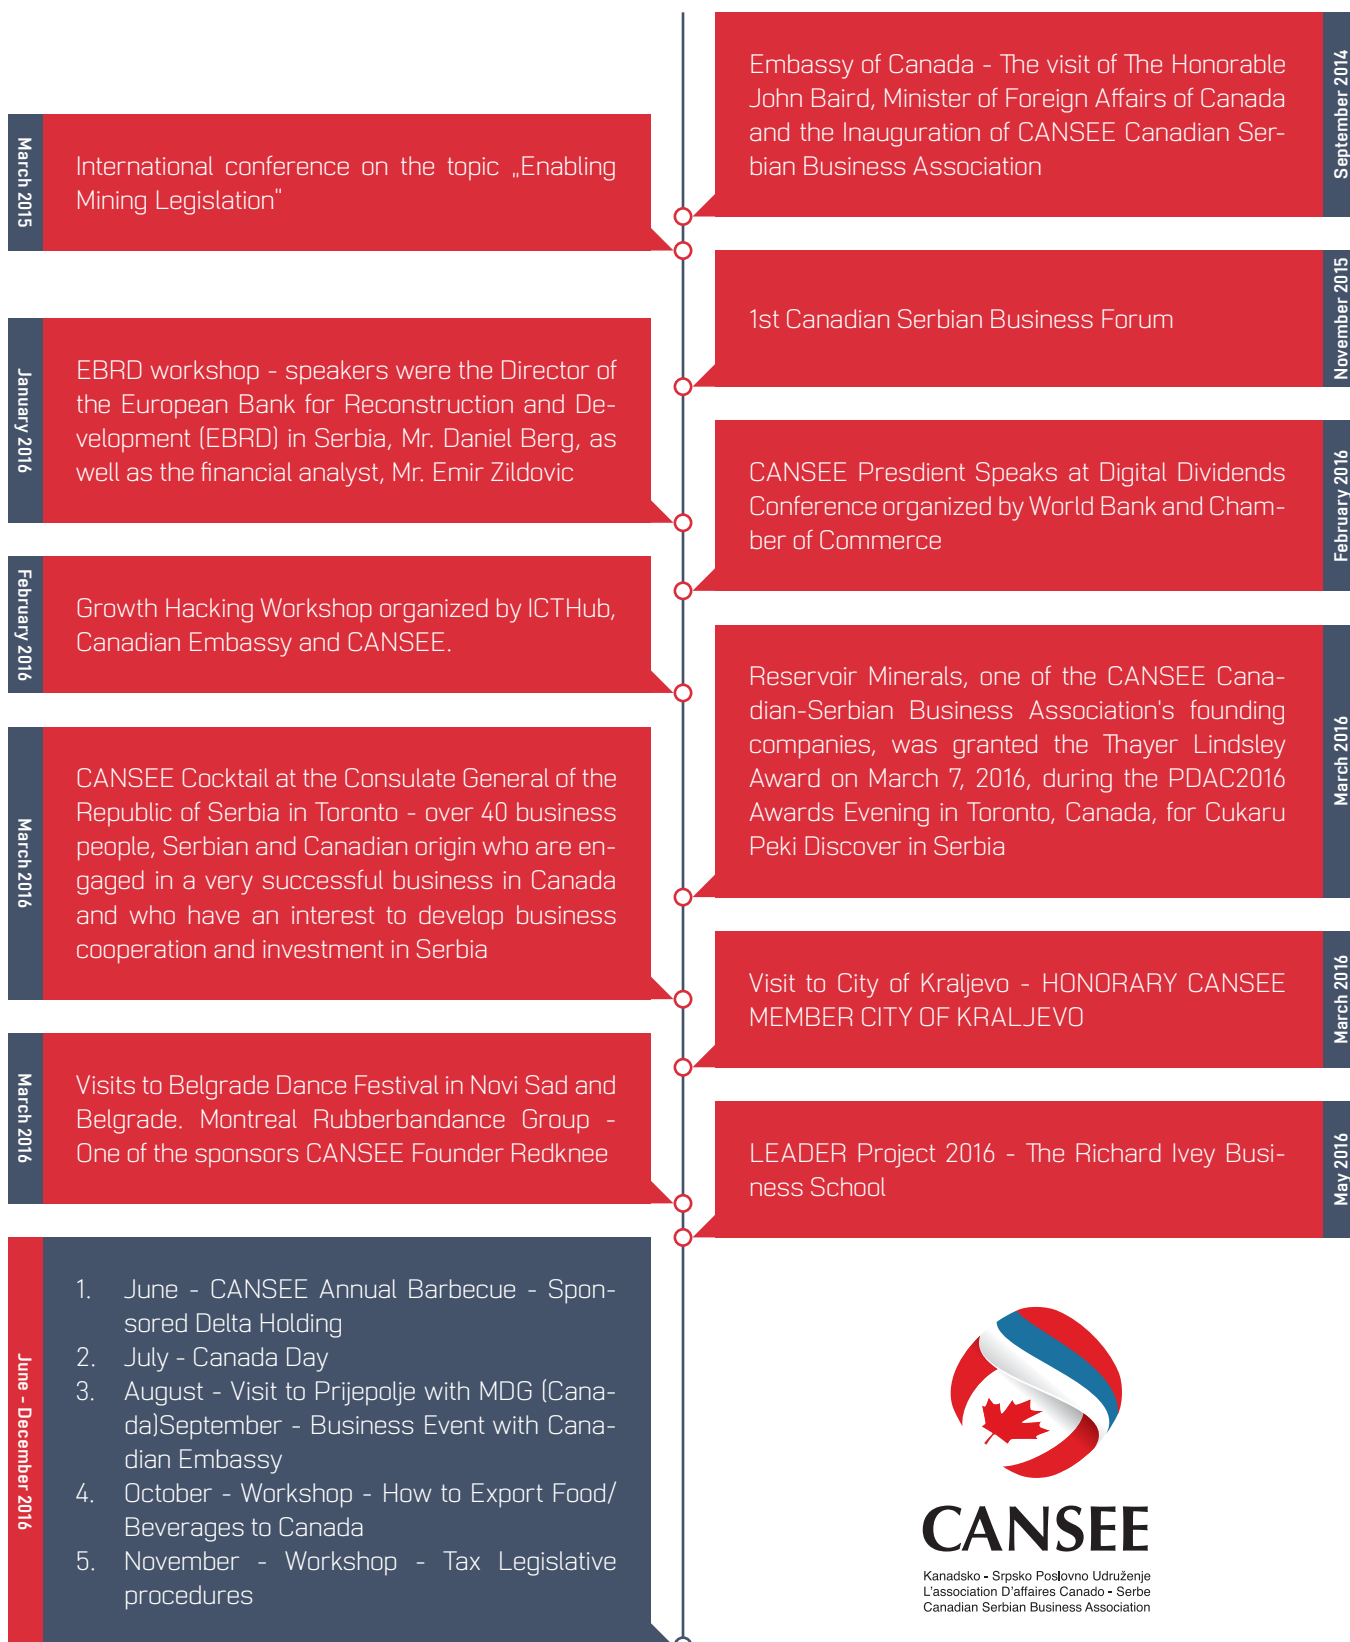 September 2014
Embassy of Canada - The visit of The Honorable
John Baird, Minister of Foreign Affairs of Canada
and the Inauguration of CANSEE Canadian Ser-
bian Business Association
March 2015
International conference on the topic „Enabling
Mining Legislation"
November 2015
1st Canadian Serbian Business Forum
January 2016
EBRD workshop - speakers were the Director of
the European Bank for Reconstruction and De-
velopment (EBRD) in Serbia, Mr. Daniel Berg, as
well as the financial analyst, Mr. Emir Zildovic
February 2016
CANSEE Presdient Speaks at Digital Dividends
Conference organized by World Bank and Cham-
ber of Commerce
February 2016
Growth Hacking Workshop organized by ICTHub,
Canadian Embassy and CANSEE.
March 2016
Reservoir Minerals, one of the CANSEE Cana-
dian-Serbian Business Association's founding
companies, was granted the Thayer Lindsley
Award on March 7, 2016, during the PDAC2016
Awards Evening in Toronto, Canada, for Cukaru
Peki Discover in Serbia
March 2016
CANSEE Cocktail at the Consulate General of the
Republic of Serbia in Toronto - over 40 business
people, Serbian and Canadian origin who are en-
gaged in a very successful business in Canada
and who have an interest to develop business
cooperation and investment in Serbia
March 2016
Visit to City of Kraljevo - HONORARY CANSEE
MEMBER CITY OF KRALJEVO
March 2016
Visits to Belgrade Dance Festival in Novi Sad and
Belgrade. Montreal Rubberbandance Group -
One of the sponsors CANSEE Founder Redknee
May 2016
LEADER Project 2016 - The Richard Ivey Busi-
ness School
June - December 2016
1. June - CANSEE Annual Barbecue - Spon-
sored Delta Holding
2. July - Canada Day
3. August - Visit to Prijepolje with MDG (Cana-
da)September - Business Event with Cana-
dian Embassy
4. October - Workshop - How to Export Food/
Beverages to Canada
5. November - Workshop - Tax Legislative
procedures
CANSEE
Kanadsko - Srpsko Poslovno Udruženje
L'association D'affaires Canado - Serbe
Canadian Serbian Business Association